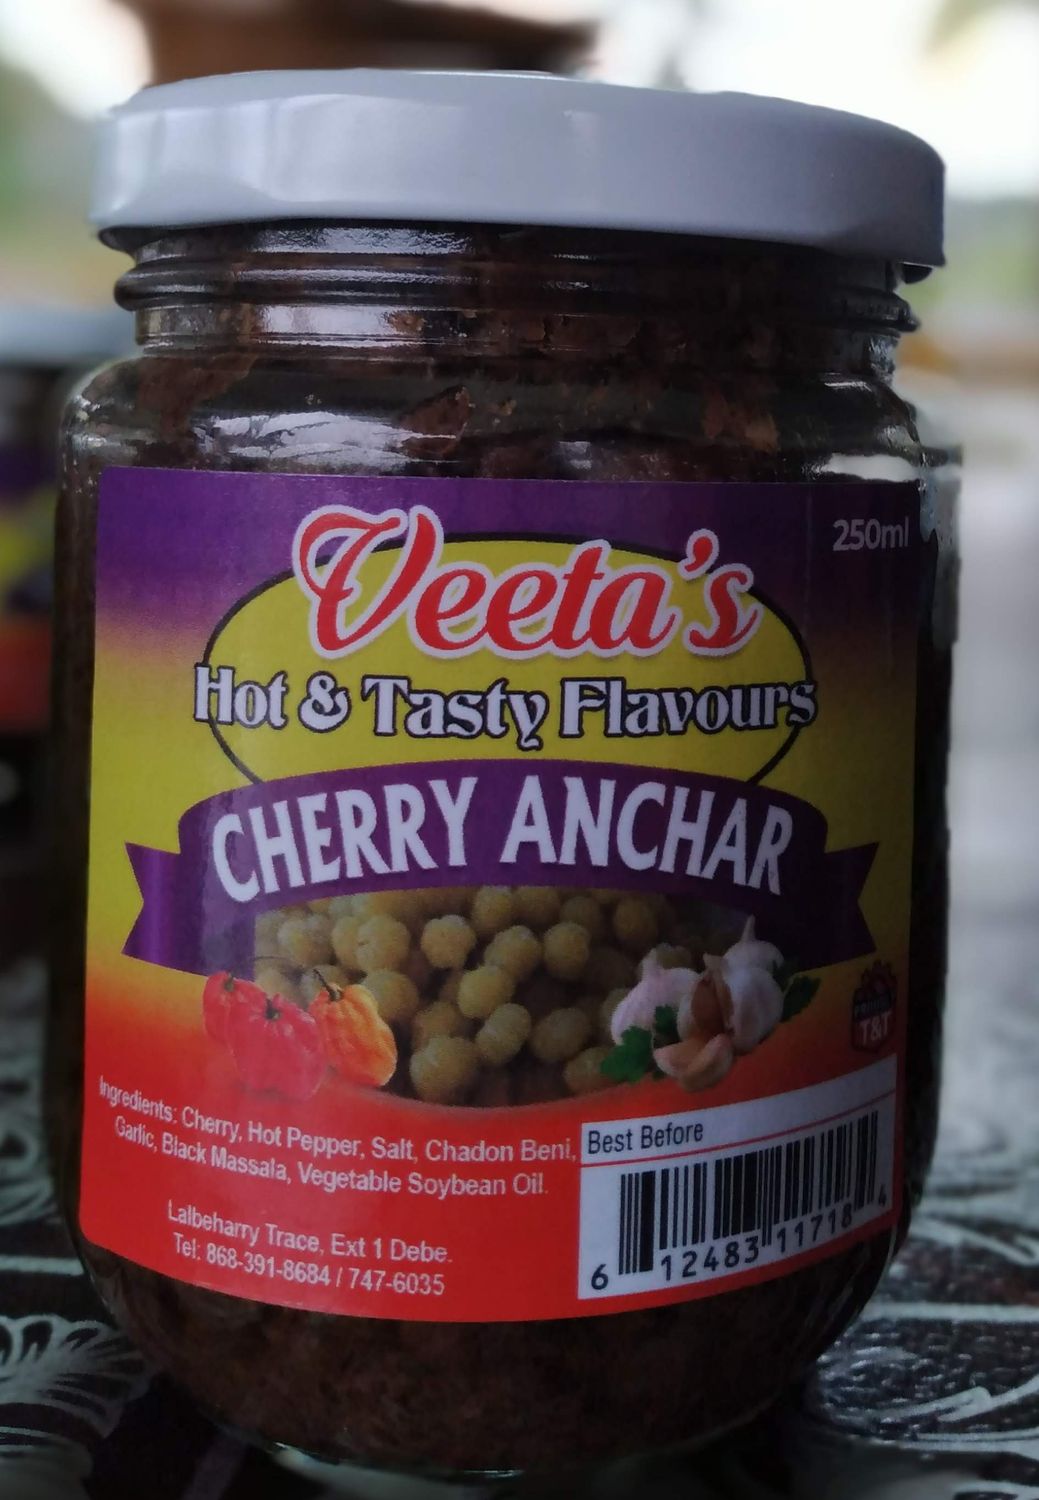 250ml
Veeta's
Hot & Tasty Flavours
CHERRY ANCHAR
T&T
Ingredients: Cherry, Hot Pepper, Salt, Chadon Beni,
Garlic, Black Massala, Vegetable Soybean Oil.
Lalbeharry Trace, Ext 1 Debe.
Tel: 868-391-8684 / 747-6035
Best Before
6 12483 11718 4